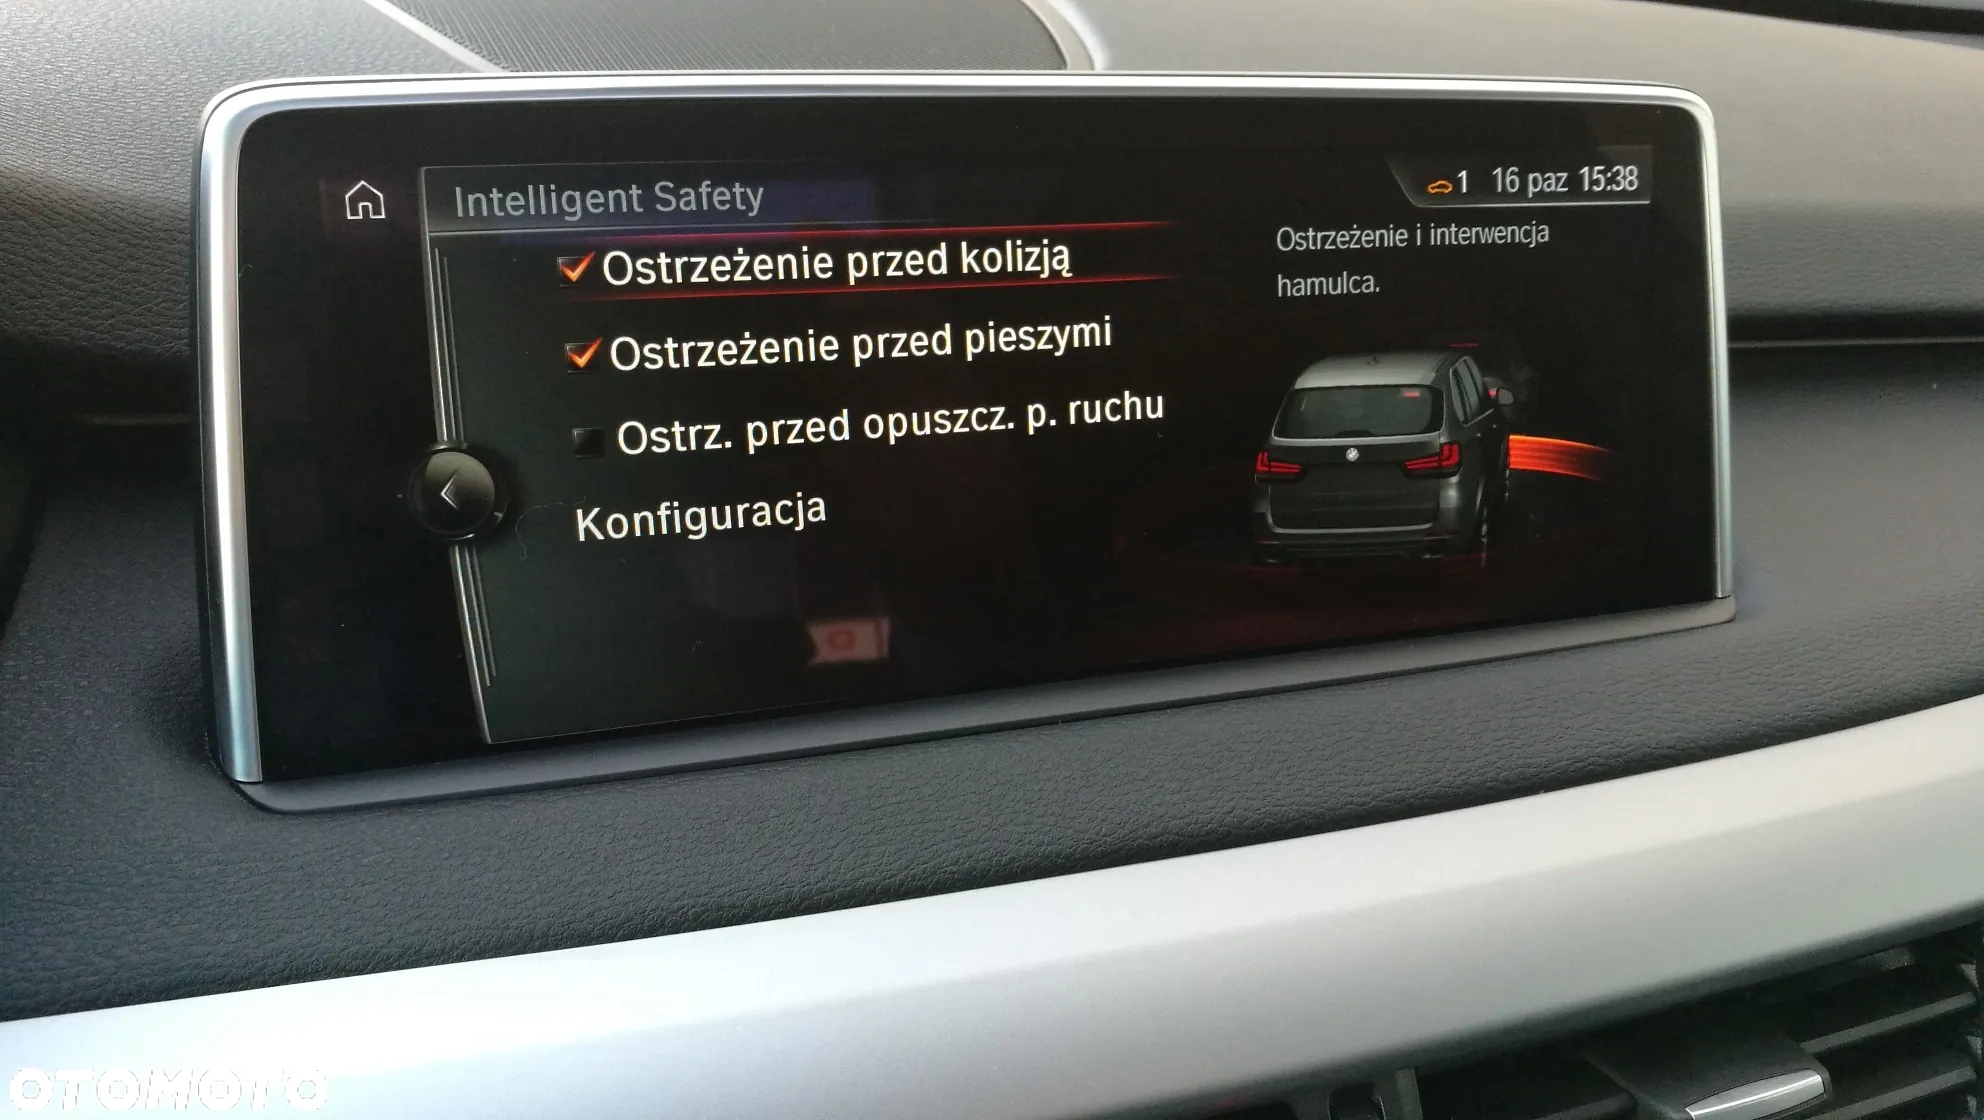 Intelligent Safety
1 16 paz 15:38
Ostrzeżenie przed kolizją
Ostrzeżenie przed pieszymi
Ostrz. przed opuszcz. p. ruchu
Konfiguracja
Ostrzeżenie i interwencja
hamulca.
OTOMOTO